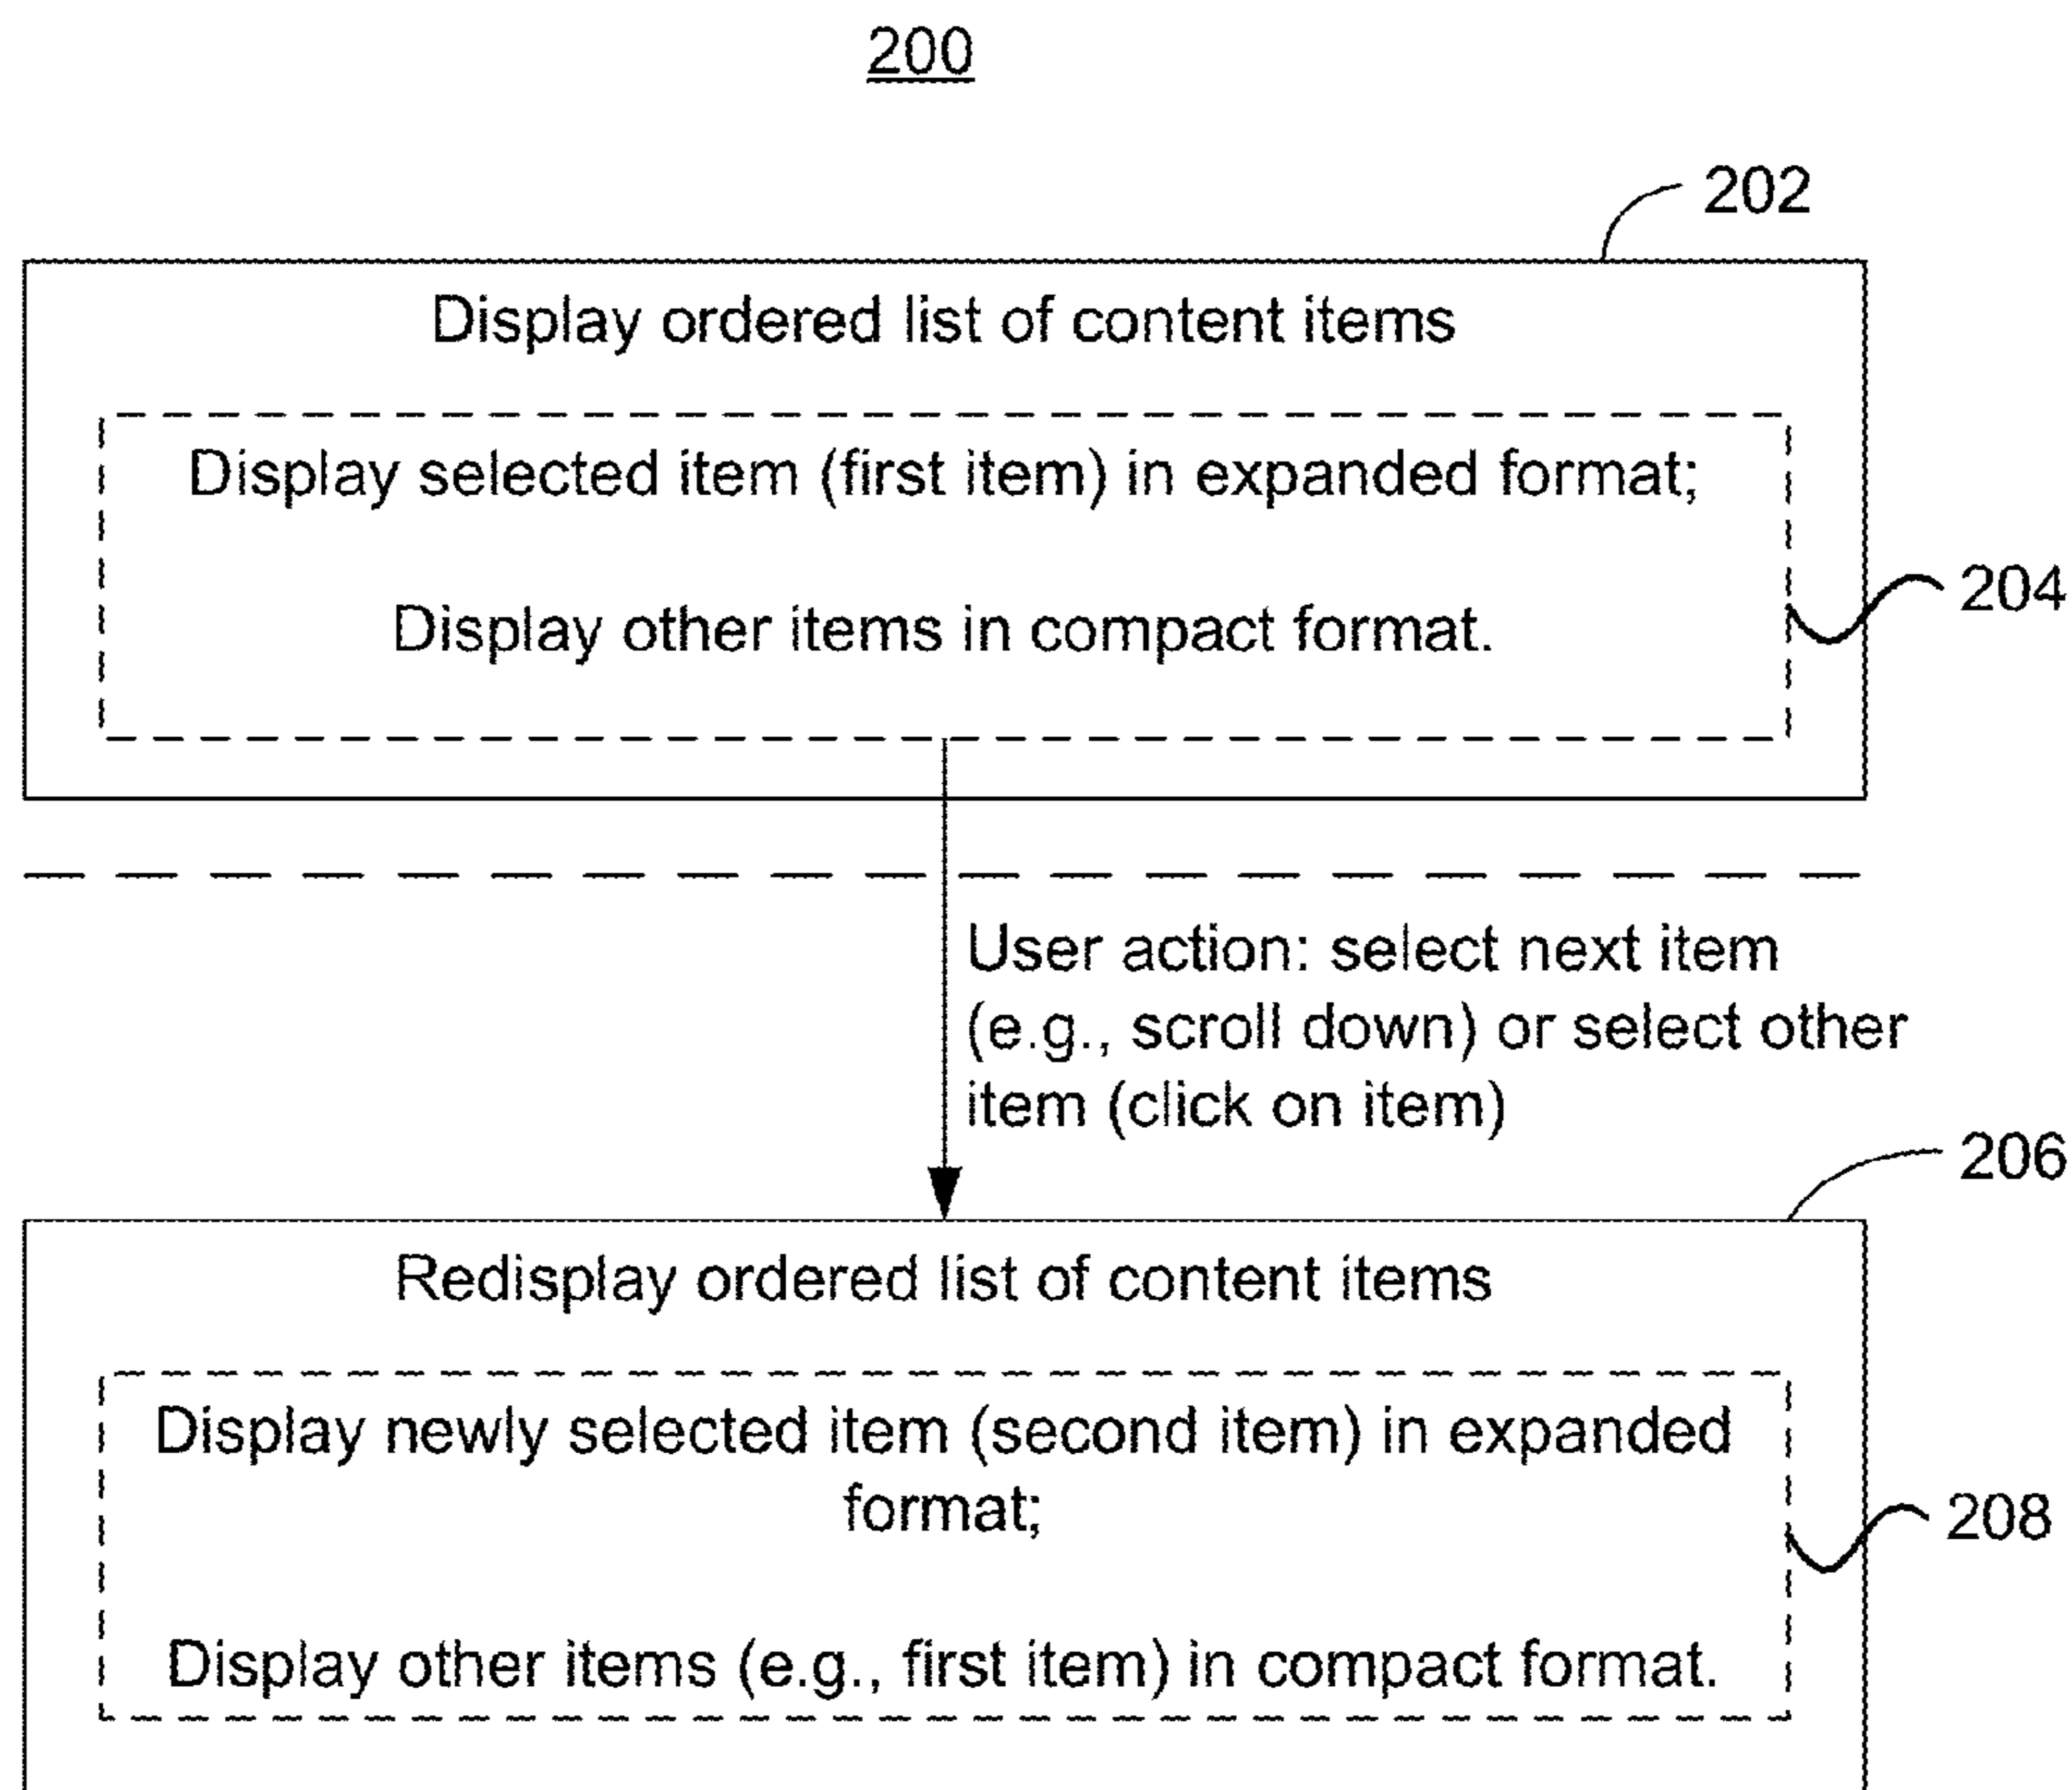 200
202
Display ordered list of content items
Display selected item (first item) in expanded format;
204
Display other items in compact format.
User action: select next item
(e.g., scroll down) or select other
item (click on item)
206
Redisplay ordered list of content items
Display newly selected item (second item) in expanded
format;
208
Display other items (e.g., first item) in compact format.